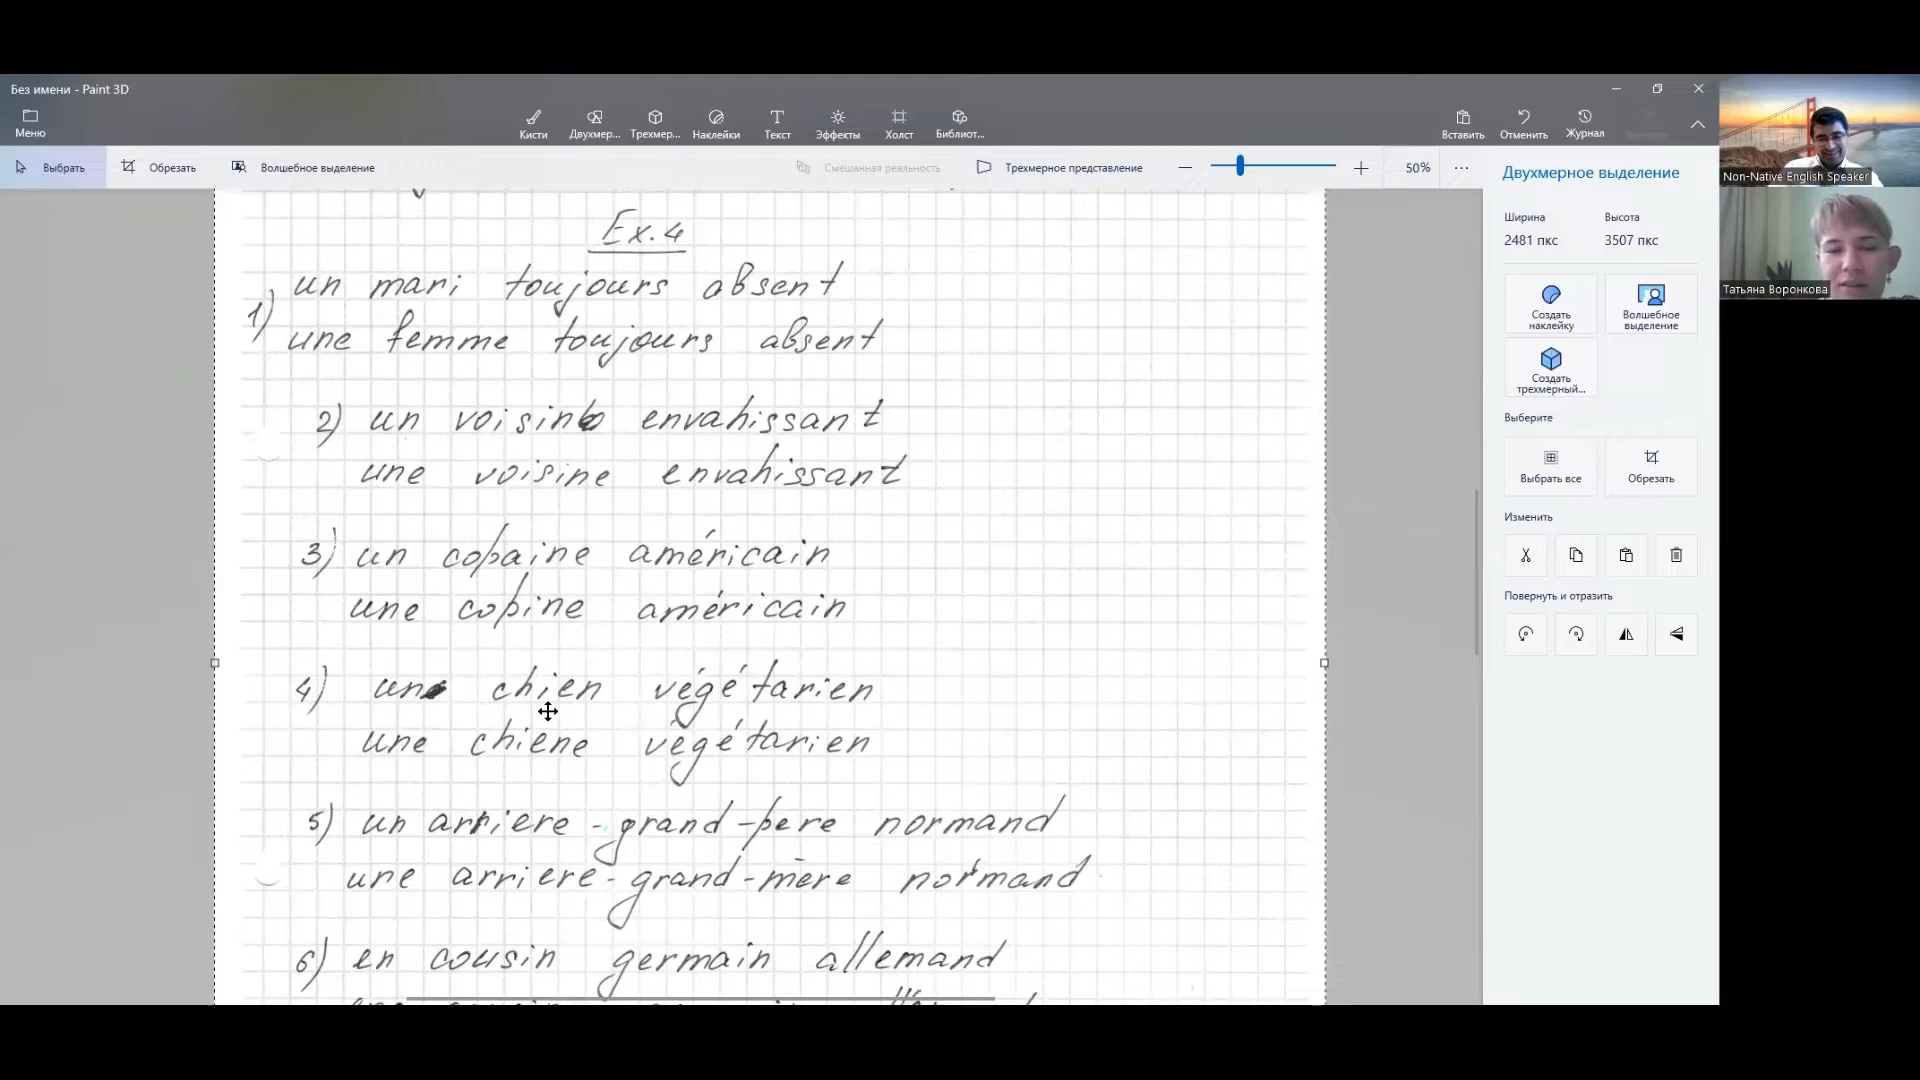 Без имени - Paint 3D
Меню
Кисти
Двухмер...
Трехмер...
Наклейки
Текст
Эффекты
Холст
Библиот...
Вставить
Отменить
Журнал
Выбрать
Обрезать
Волшебное выделение
Смешанная реальность
Трехмерное представление
50%
Ex.4
1) un mari toujours absent
une femme toujours absent
2) un voisin envahissant
une voisine envahissant
3) un copaine américain
une copine américain
4) un chien végétarien
une chiene végétarien
5) un arriere-grand-pere normand
une arriere-grand-mère normand
6) en cousin germain allemand
Двухмерное выделение
Ширина
Высота
2481 пкс
3507 пкс
Создать наклейку
Волшебное выделение
Создать трехмерный...
Выберите
Выбрать все
Обрезать
Изменить
Повернуть и отразить
Non-Native English Speaker
Татьяна Воронкова